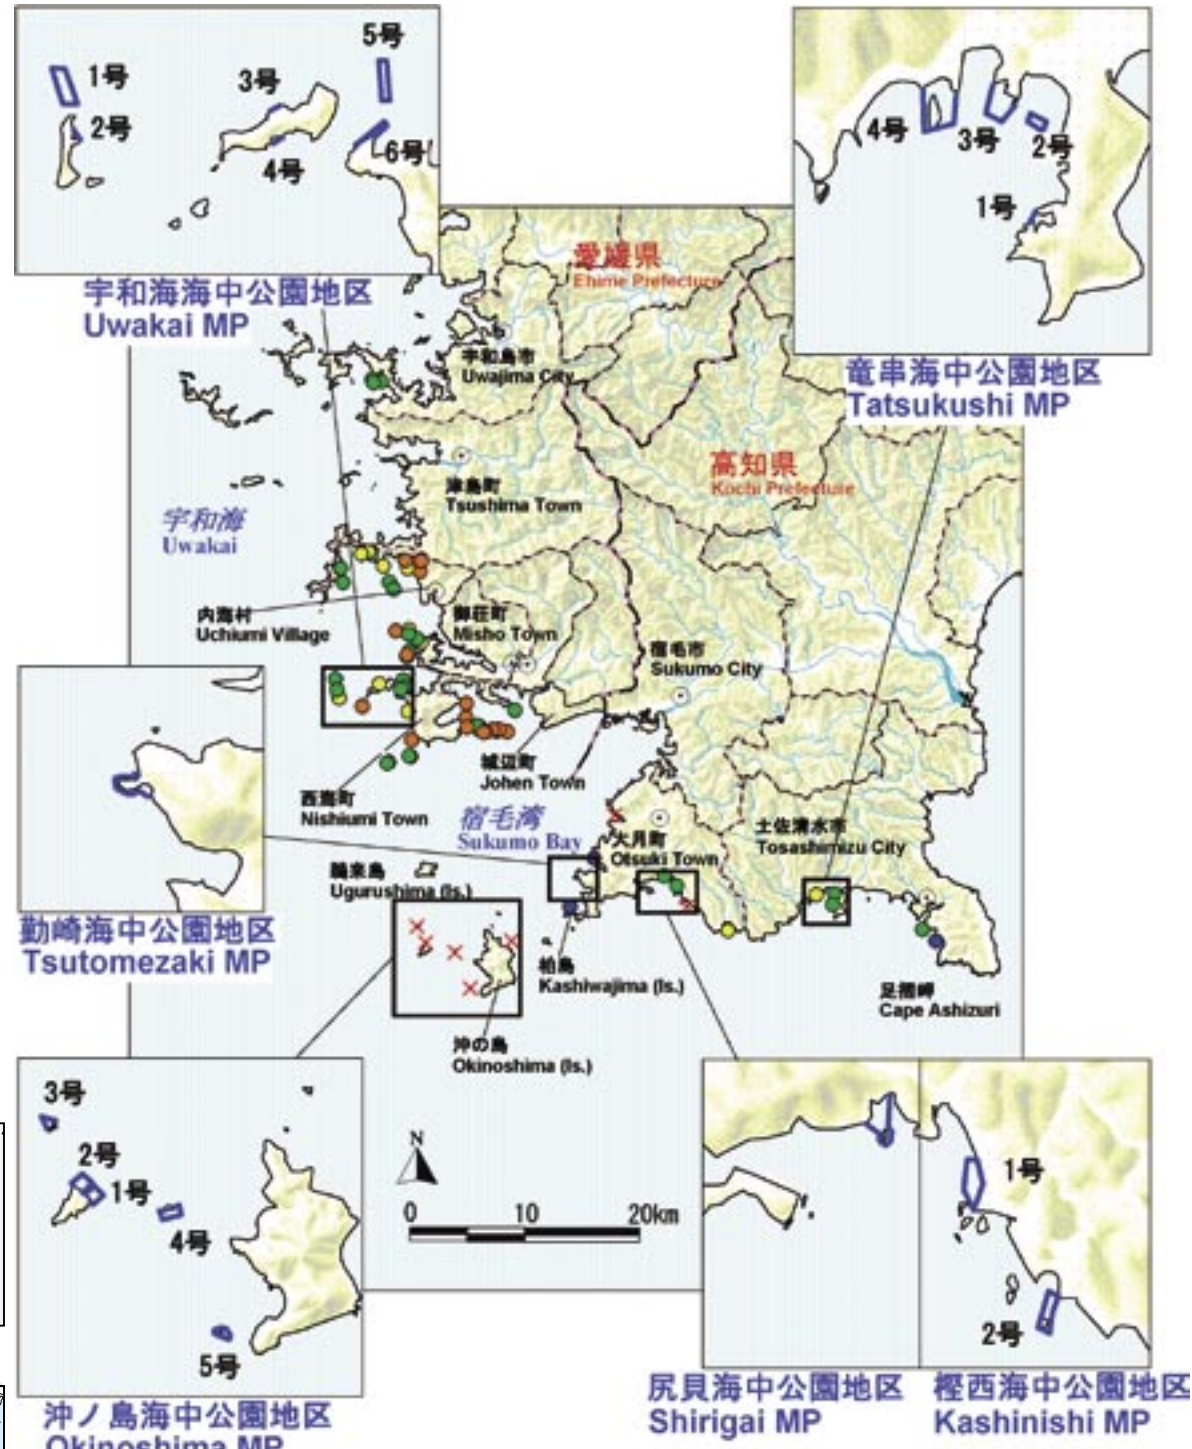 1号
2号
3号
4号
5号
6号
宇和海海中公園地区
Uwakai MP
4号
3号
2号
1号
竜串海中公園地区
Tatsukushi MP
愛媛県
Ehime Prefecture
宇和島市
Uwajima City
高知県
Kochi Prefecture
津島町
Tsushima Town
宇和海
Uwakai
内海村
Uchiumi Village
御荘町
Misho Town
宿毛市
Sukumo City
城辺町
Johen Town
西海町
Nishiumi Town
宿毛湾
Sukumo Bay
大月町
Otsuki Town
土佐清水市
Tosashimizu City
鵜来島
Ugurushima (Is.)
勤崎海中公園地区
Tsutomezaki MP
柏島
Kashiwajima (Is.)
足摺岬
Cape Ashizuri
沖の島
Okinoshima (Is.)
3号
2号
1号
4号
5号
沖ノ島海中公園地区
Okinoshima MP
N
0 10 20km
1号
2号
尻貝海中公園地区
Shirigai MP
樫西海中公園地区
Kashinishi MP